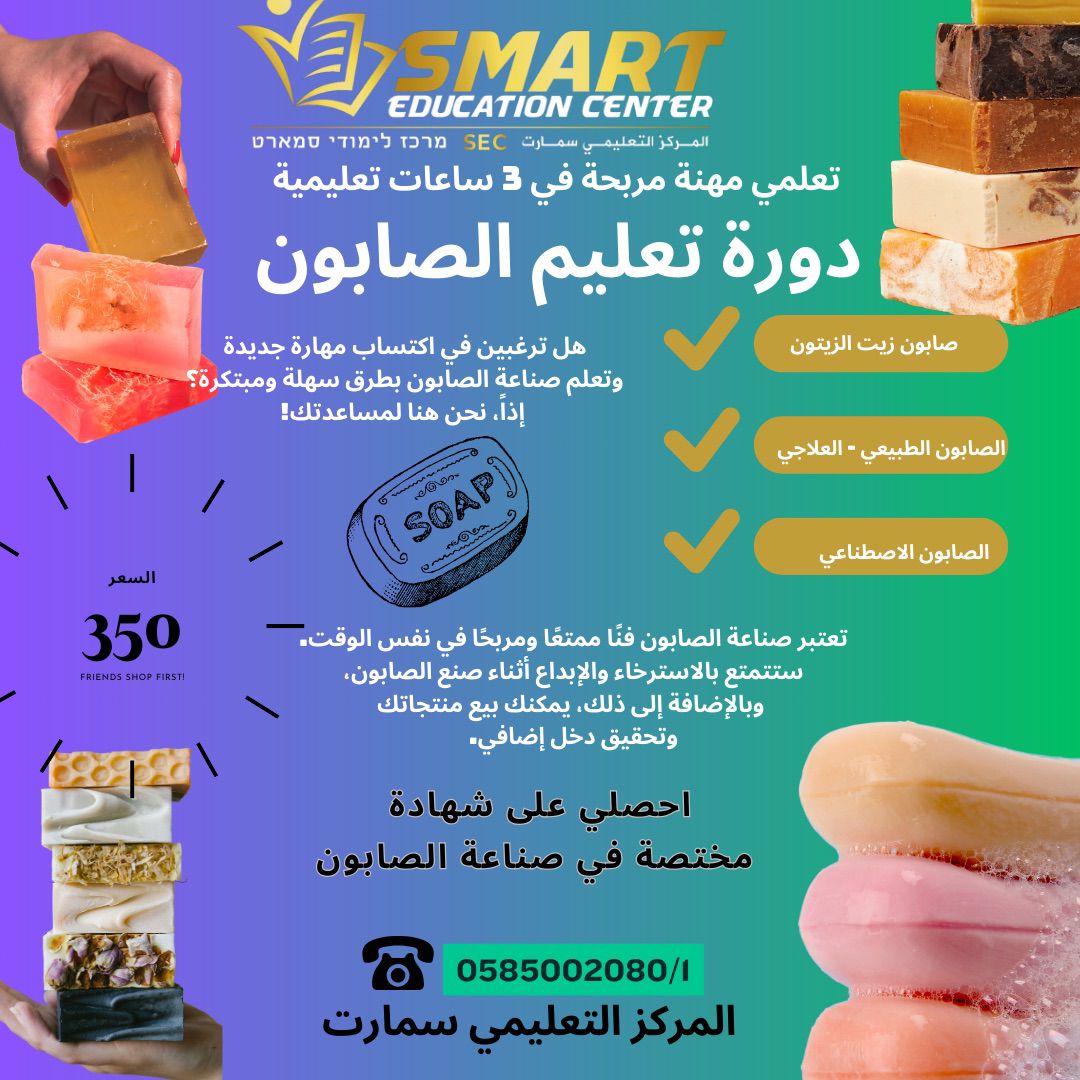 SMART
EDUCATION CENTER
المركز التعليمي سمارت SEC מרכז לימודי סמארט
تعلمي مهنة مربحة في 3 ساعات تعليمية
دورة تعليم الصابون
هل ترغبين في اكتساب مهارة جديدة
وتعلم صناعة الصابون بطرق سهلة ومبتكرة؟
إذاً، نحن هنا لمساعدتك!
صابون زيت الزيتون
الصابون الطبيعي - العلاجي
الصابون الاصطناعي
SOAP
السعر
350
FRIENDS SHOP FIRST!
تعتبر صناعة الصابون فنًا ممتعًا ومربحًا في نفس الوقت.
ستتمتع بالاسترخاء والإبداع أثناء صنع الصابون،
وبالإضافة إلى ذلك، يمكنك بيع منتجاتك
وتحقيق دخل إضافي.
احصلي على شهادة
مختصة في صناعة الصابون
0585002080/1
المركز التعليمي سمارت